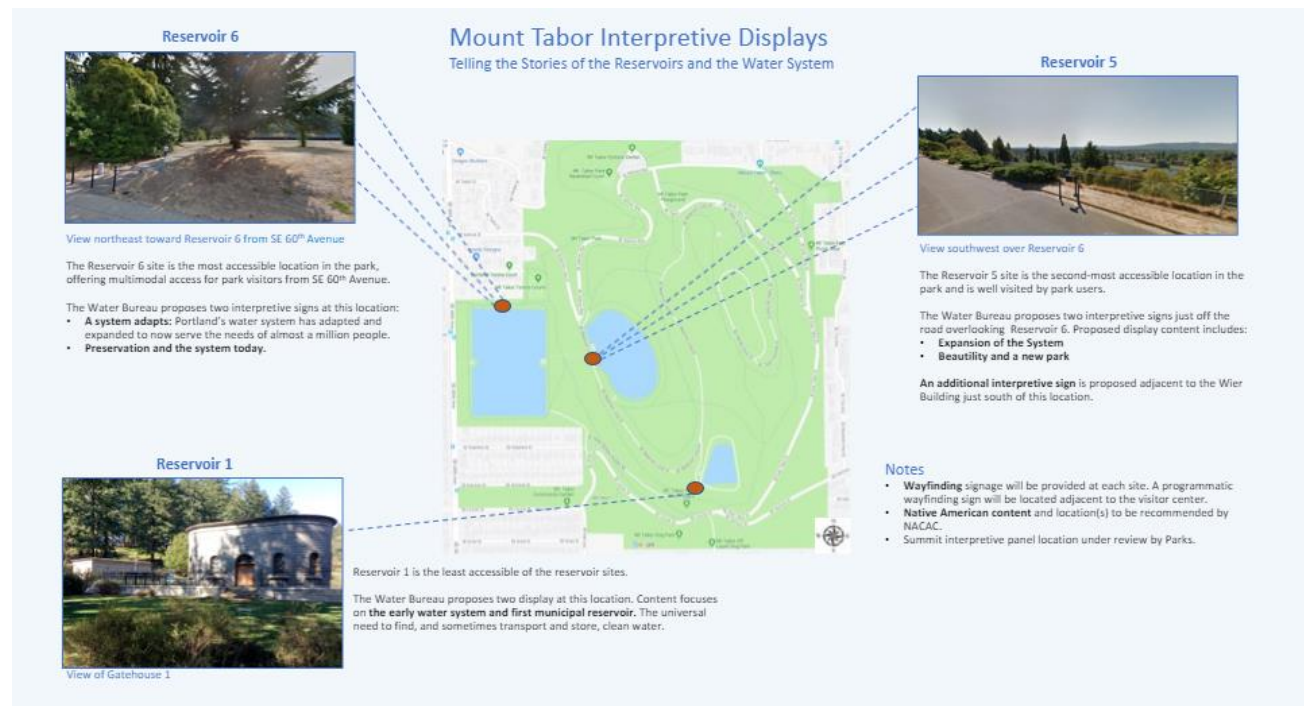 Mount Tabor Interpretive Displays
Telling the Stories of the Reservoirs and the Water System
Reservoir 6
View northeast toward Reservoir 6 from SE 60th Avenue
The Reservoir 6 site is the most accessible location in the park,
offering multimodal access for park visitors from SE 60th Avenue.
The Water Bureau proposes two interpretive signs at this location:
• A system adapts: Portland's water system has adapted and
expanded to now serve the needs of almost a million people.
• Preservation and the system today.
Reservoir 5
View southwest over Reservoir 6
The Reservoir 5 site is the second-most accessible location in the
park and is well visited by park users.
The Water Bureau proposes two interpretive signs just off the
road overlooking Reservoir 6. Proposed display content includes:
• Expansion of the System
• Beautility and a new park
An additional interpretive sign is proposed adjacent to the Wier
Building just south of this location.
Reservoir 1
View of Gatehouse 1
Reservoir 1 is the least accessible of the reservoir sites.
The Water Bureau proposes two display at this location. Content focuses
on the early water system and first municipal reservoir. The universal
need to find, and sometimes transport and store, clean water.
Notes
• Wayfinding signage will be provided at each site. A programmatic
wayfinding sign will be located adjacent to the visitor center.
• Native American content and location(s) to be recommended by
NACAC.
• Summit interpretive panel location under review by Parks.